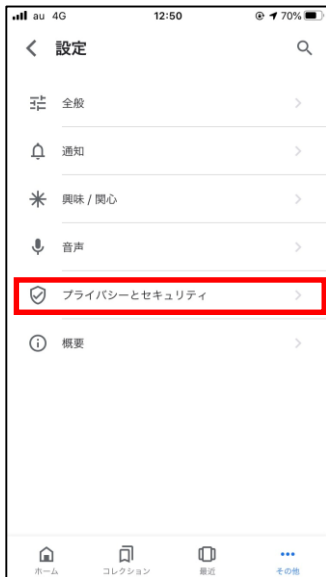 au 4G 12:50 70%
設定
全般
通知
興味 / 関心
音声
プライバシーとセキュリティ
概要
ホーム コレクション 最近 その他